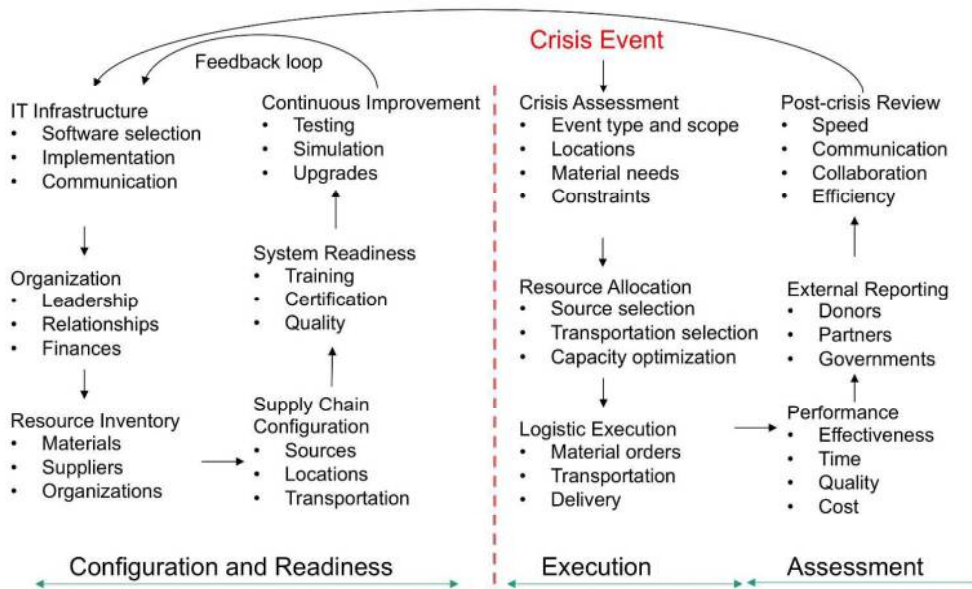 Crisis Event
Feedback loop
IT Infrastructure
• Software selection
• Implementation
• Communication
Organization
• Leadership
• Relationships
• Finances
Resource Inventory
• Materials
• Suppliers
• Organizations
Continuous Improvement
• Testing
• Simulation
• Upgrades
System Readiness
• Training
• Certification
• Quality
Supply Chain
Configuration
• Sources
• Locations
• Transportation
Crisis Assessment
• Event type and scope
• Locations
• Material needs
• Constraints
Resource Allocation
• Source selection
• Transportation selection
• Capacity optimization
Logistic Execution
• Material orders
• Transportation
• Delivery
Post-crisis Review
• Speed
• Communication
• Collaboration
• Efficiency
External Reporting
• Donors
• Partners
• Governments
Performance
• Effectiveness
• Time
• Quality
• Cost
Configuration and Readiness
Execution
Assessment